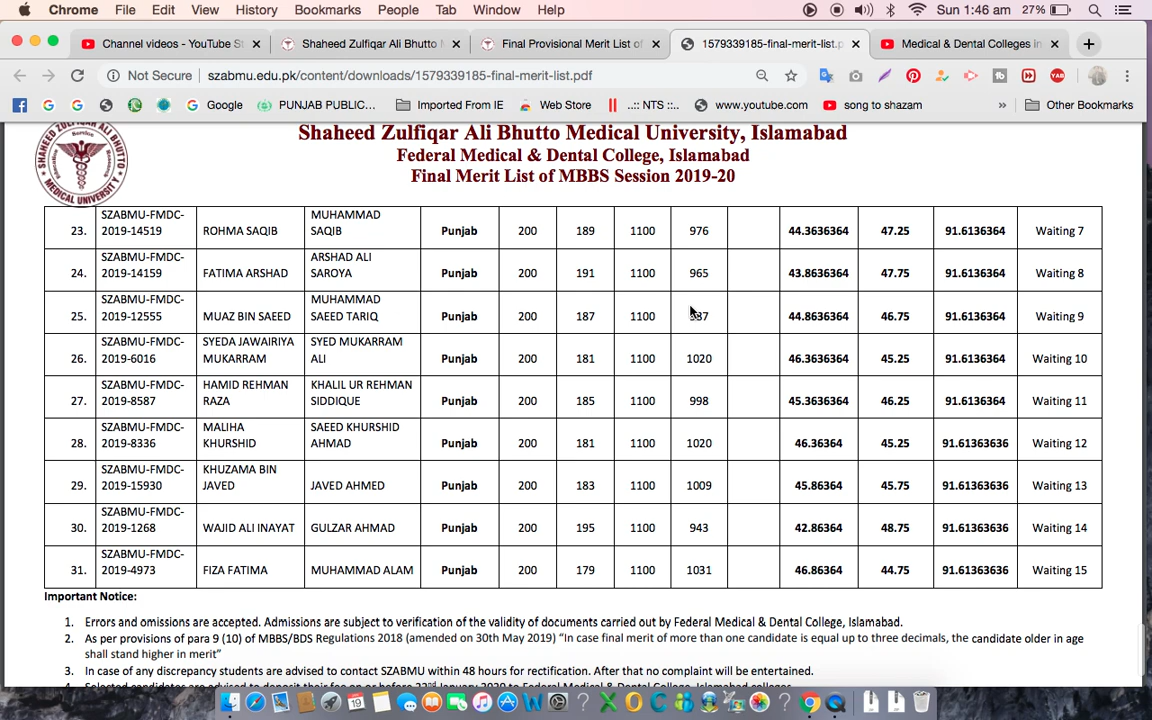 Chrome File Edit View History Bookmarks People Tab Window Help Sun 1:46 am 27%
Channel videos - YouTube St Shaheed Zulfiqar Ali Bhutto Final Provisional Merit List of 1579339185-final-merit-list.p Medical & Dental Colleges in
Not Secure szabmu.edu.pk/content/downloads/1579339185-final-merit-list.pdf
Google PUNJAB PUBLIC... Imported From IE Web Store ..:: NTS ::.. www.youtube.com song to shazam » Other Bookmarks
SHAHEED ZULFIQAR ALI BHUTTO MEDICAL UNIVERSITY
Shaheed Zulfiqar Ali Bhutto Medical University, Islamabad
Federal Medical & Dental College, Islamabad
Final Merit List of MBBS Session 2019-20
SZABMU-FMDC- MUHAMMAD
23. 2019-14519 ROHMA SAQIB SAQIB Punjab 200 189 1100 976 44.3636364 47.25 91.6136364 Waiting 7
SZABMU-FMDC- ARSHAD ALI
24. 2019-14159 FATIMA ARSHAD SAROYA Punjab 200 191 1100 965 43.8636364 47.75 91.6136364 Waiting 8
SZABMU-FMDC- MUHAMMAD
25. 2019-12555 MUAZ BIN SAEED SAEED TARIQ Punjab 200 187 1100 987 44.8636364 46.75 91.6136364 Waiting 9
SZABMU-FMDC- SYEDA JAWAIRIYA SYED MUKARRAM
26. 2019-6016 MUKARRAM ALI Punjab 200 181 1100 1020 46.3636364 45.25 91.6136364 Waiting 10
SZABMU-FMDC- HAMID REHMAN KHALIL UR REHMAN
27. 2019-8587 RAZA SIDDIQUE Punjab 200 185 1100 998 45.3636364 46.25 91.6136364 Waiting 11
SZABMU-FMDC- MALIHA SAEED KHURSHID
28. 2019-8336 KHURSHID AHMAD Punjab 200 181 1100 1020 46.36364 45.25 91.61363636 Waiting 12
SZABMU-FMDC- KHUZAMA BIN
29. 2019-15930 JAVED JAVED AHMED Punjab 200 183 1100 1009 45.86364 45.75 91.61363636 Waiting 13
SZABMU-FMDC-
30. 2019-1268 WAJID ALI INAYAT GULZAR AHMAD Punjab 200 195 1100 943 42.86364 48.75 91.61363636 Waiting 14
SZABMU-FMDC-
31. 2019-4973 FIZA FATIMA MUHAMMAD ALAM Punjab 200 179 1100 1031 46.86364 44.75 91.61363636 Waiting 15
Important Notice:
1. Errors and omissions are accepted. Admissions are subject to verification of the validity of documents carried out by Federal Medical & Dental College, Islamabad.
2. As per provisions of para 9 (10) of MBBS/BDS Regulations 2018 (amended on 30th May 2019) "In case final merit of more than one candidate is equal up to three decimals, the candidate older in age
shall stand higher in merit"
3. In case of any discrepancy students are advised to contact SZABMU within 48 hours for rectification. After that no complaint will be entertained.